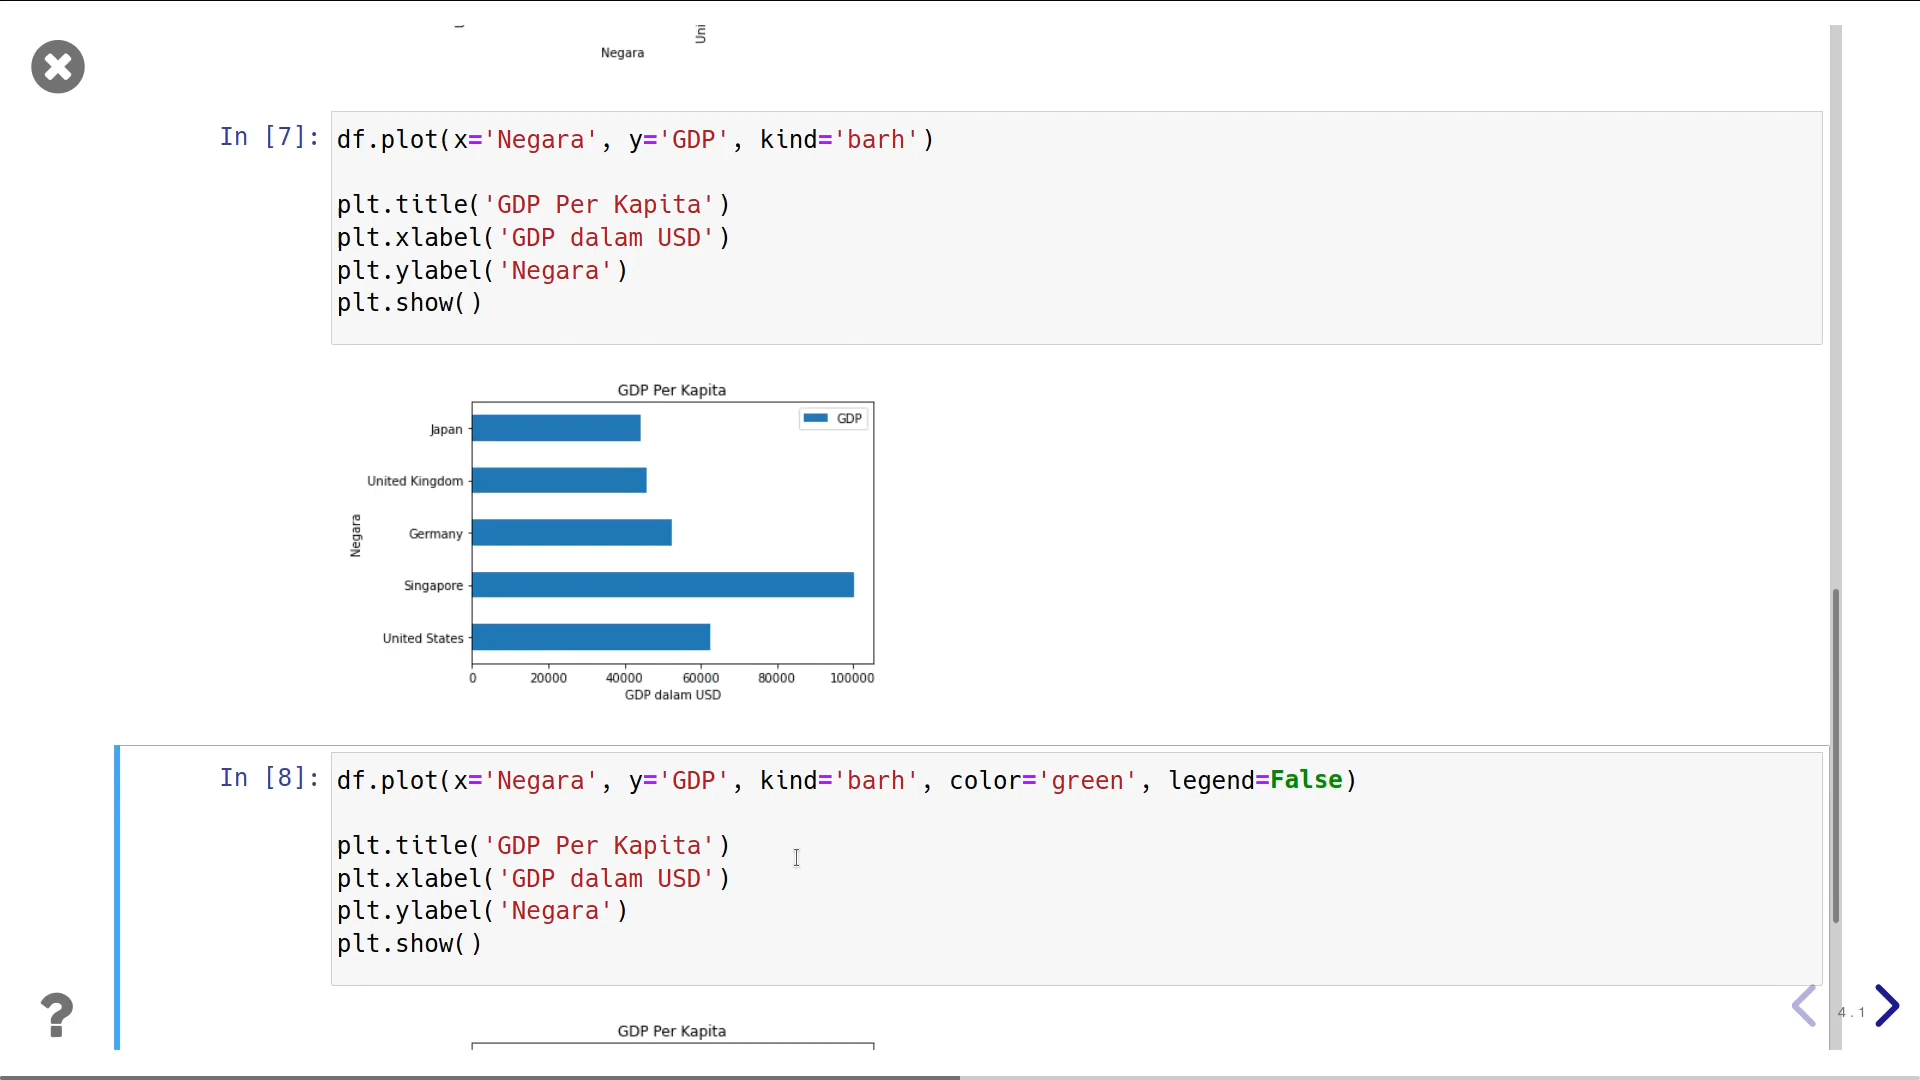 Uni
Negara
In [7]:
df.plot(x='Negara', y='GDP', kind='barh')
plt.title('GDP Per Kapita')
plt.xlabel('GDP dalam USD')
plt.ylabel('Negara')
plt.show()
GDP Per Kapita
GDP
Japan
United Kingdom
Germany
Singapore
United States
Negara
0 20000 40000 60000 80000 100000
GDP dalam USD
In [8]:
df.plot(x='Negara', y='GDP', kind='barh', color='green', legend=False)
plt.title('GDP Per Kapita')
plt.xlabel('GDP dalam USD')
plt.ylabel('Negara')
plt.show()
GDP Per Kapita
?
4.1